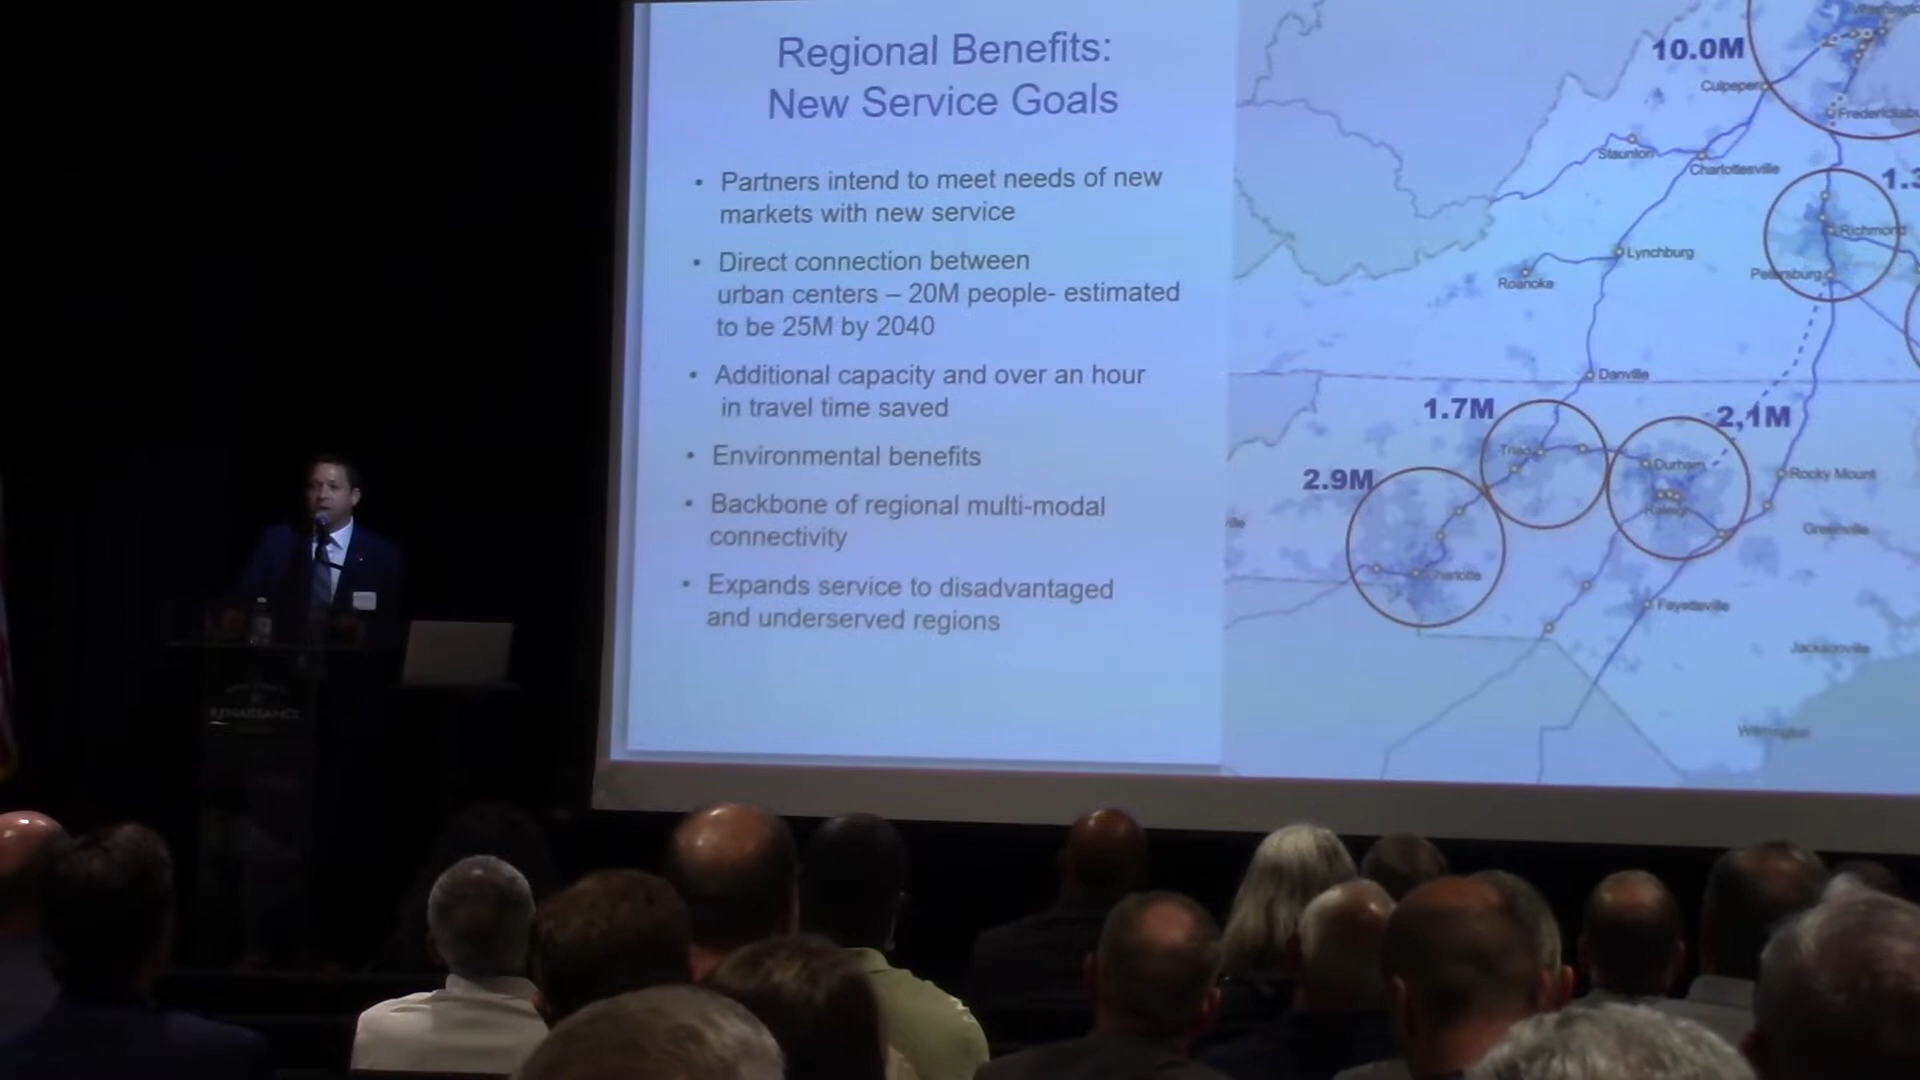 Regional Benefits:
New Service Goals
• Partners intend to meet needs of new
markets with new service
• Direct connection between
urban centers – 20M people- estimated
to be 25M by 2040
• Additional capacity and over an hour
in travel time saved
• Environmental benefits
• Backbone of regional multi-modal
connectivity
• Expands service to disadvantaged
and underserved regions
10.0M
Culpeper
Staunton
Charlottesville
Richmond
Lynchburg
Roanoke
Petersburg
Danville
1.7M
2,1M
Triad
Durham
2.9M
Rocky Mount
Raleigh
Greenville
Charlotte
Fayetteville
Jacksonville
Wilmington
RENAISSANCE